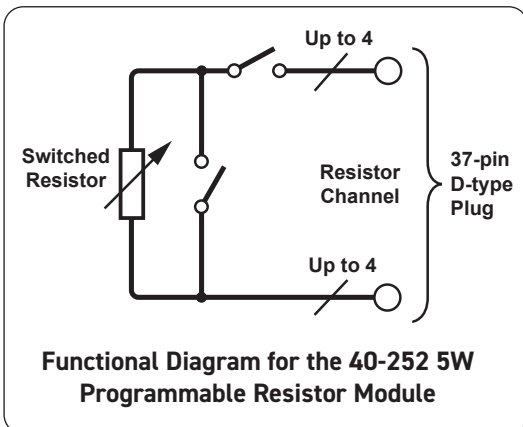 Up to 4
Switched
Resistor
Resistor
Channel
37-pin
D-type
Plug
Up to 4
Functional Diagram for the 40-252 5W
Programmable Resistor Module